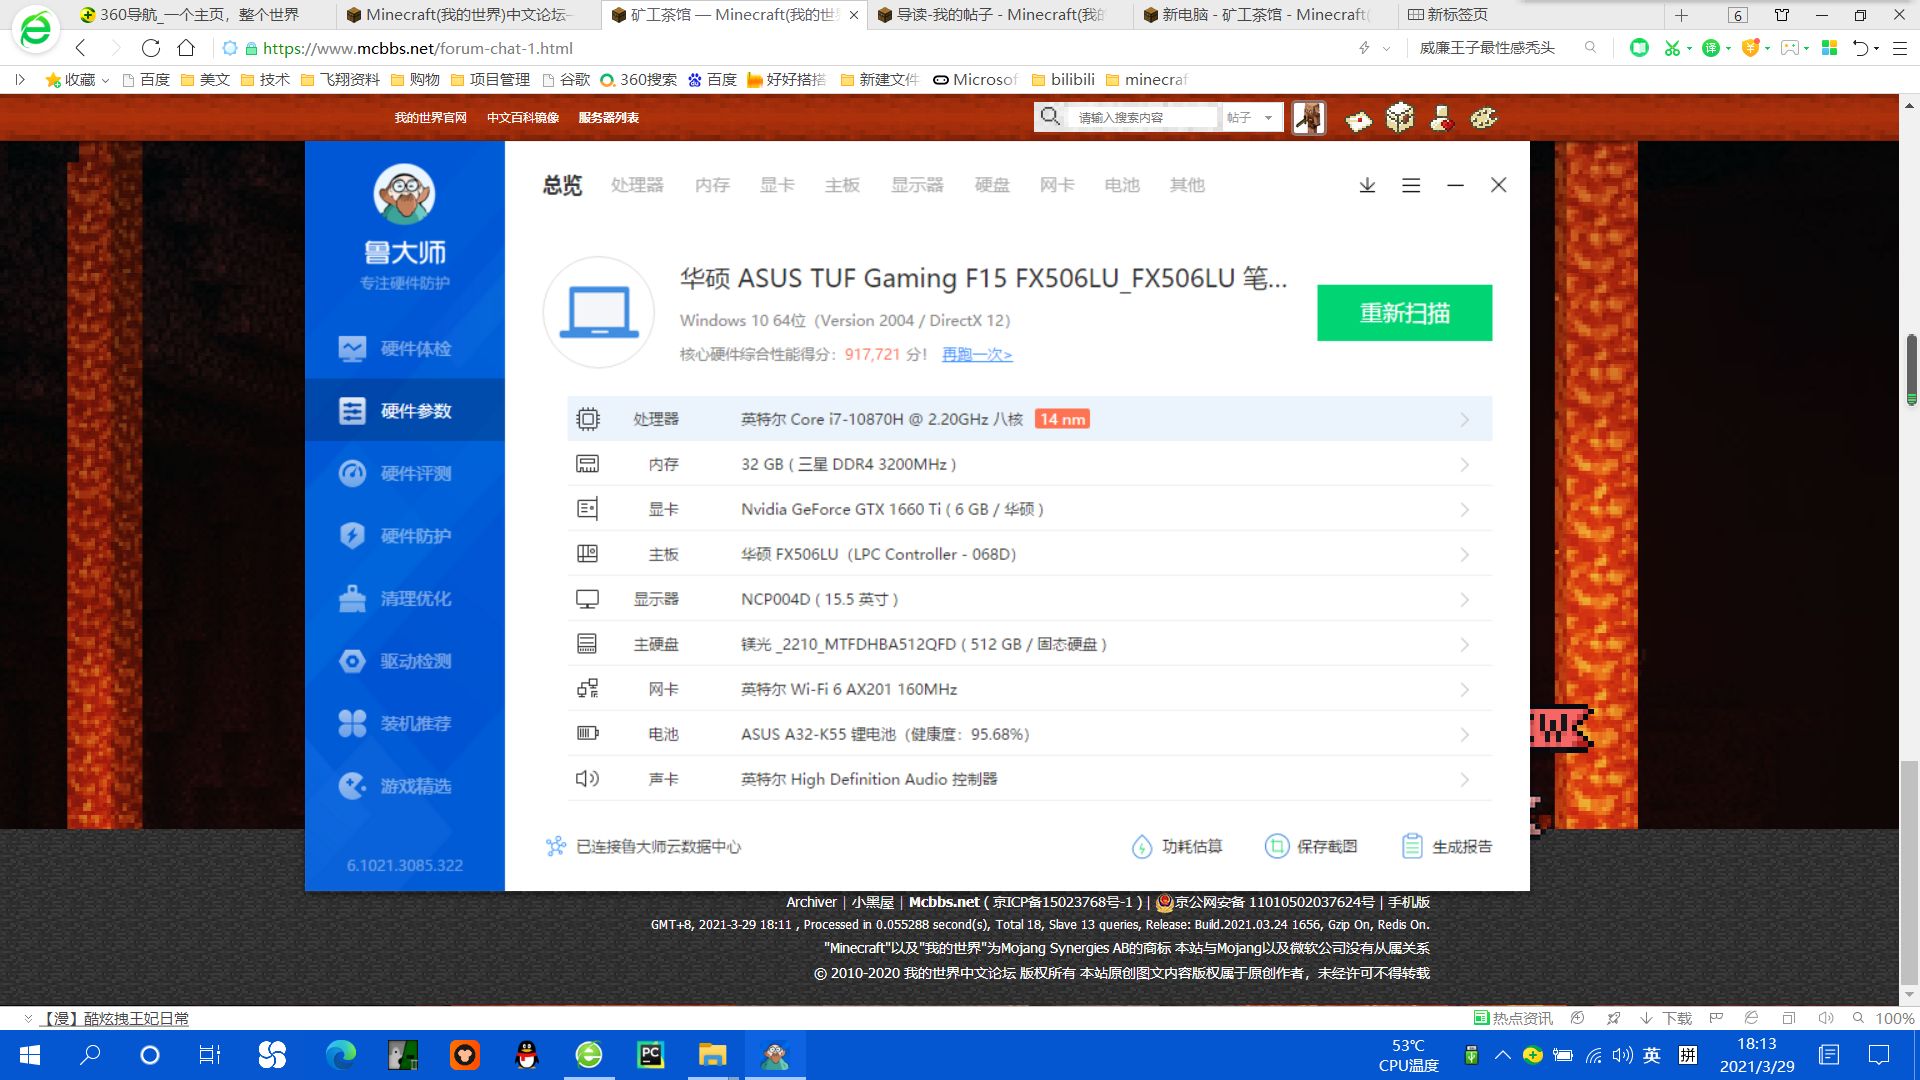 360导航_一个主页，整个世界
Minecraft(我的世界)中文论坛-
矿工茶馆 — Minecraft(我的世
导读-我的帖子 - Minecraft(我的
新电脑 - 矿工茶馆 - Minecraft(
新标签页
6
https://www.mcbbs.net/forum-chat-1.html
威廉王子最性感秃头
收藏
百度
美文
技术
飞翔资料
购物
项目管理
谷歌
360搜索
百度
好好搭搭
新建文件
Microsof
bilibili
minecraf
我的世界官网
中文百科镜像
服务器列表
请输入搜索内容
帖子
鲁大师
专注硬件防护
硬件体检
硬件参数
硬件评测
硬件防护
清理优化
驱动检测
装机推荐
游戏精选
6.1021.3085.322
总览
处理器
内存
显卡
主板
显示器
硬盘
网卡
电池
其他
华硕 ASUS TUF Gaming F15 FX506LU_FX506LU 笔...
Windows 10 64位（Version 2004 / DirectX 12）
核心硬件综合性能得分：917,721 分！ 再跑一次>
重新扫描
处理器 英特尔 Core i7-10870H @ 2.20GHz 八核 14 nm
内存 32 GB ( 三星 DDR4 3200MHz )
显卡 Nvidia GeForce GTX 1660 Ti ( 6 GB / 华硕 )
主板 华硕 FX506LU（LPC Controller - 068D）
显示器 NCP004D ( 15.5 英寸 )
主硬盘 镁光 _2210_MTFDHBA512QFD ( 512 GB / 固态硬盘 )
网卡 英特尔 Wi-Fi 6 AX201 160MHz
电池 ASUS A32-K55 锂电池（健康度：95.68%）
声卡 英特尔 High Definition Audio 控制器
已连接鲁大师云数据中心
功耗估算
保存截图
生成报告
W
Archiver | 小黑屋 | Mcbbs.net ( 京ICP备15023768号-1 ) | 京公网安备 11010502037624号 | 手机版
GMT+8, 2021-3-29 18:11 , Processed in 0.055288 second(s), Total 18, Slave 13 queries, Release: Build.2021.03.24 1656, Gzip On, Redis On.
"Minecraft"以及"我的世界"为Mojang Synergies AB的商标 本站与Mojang以及微软公司没有从属关系
© 2010-2020 我的世界中文论坛 版权所有 本站原创图文内容版权属于原创作者，未经许可不得转载
【漫】酷炫拽王妃日常
热点资讯
下载
100%
PC
53℃
CPU温度
英
拼
18:13
2021/3/29